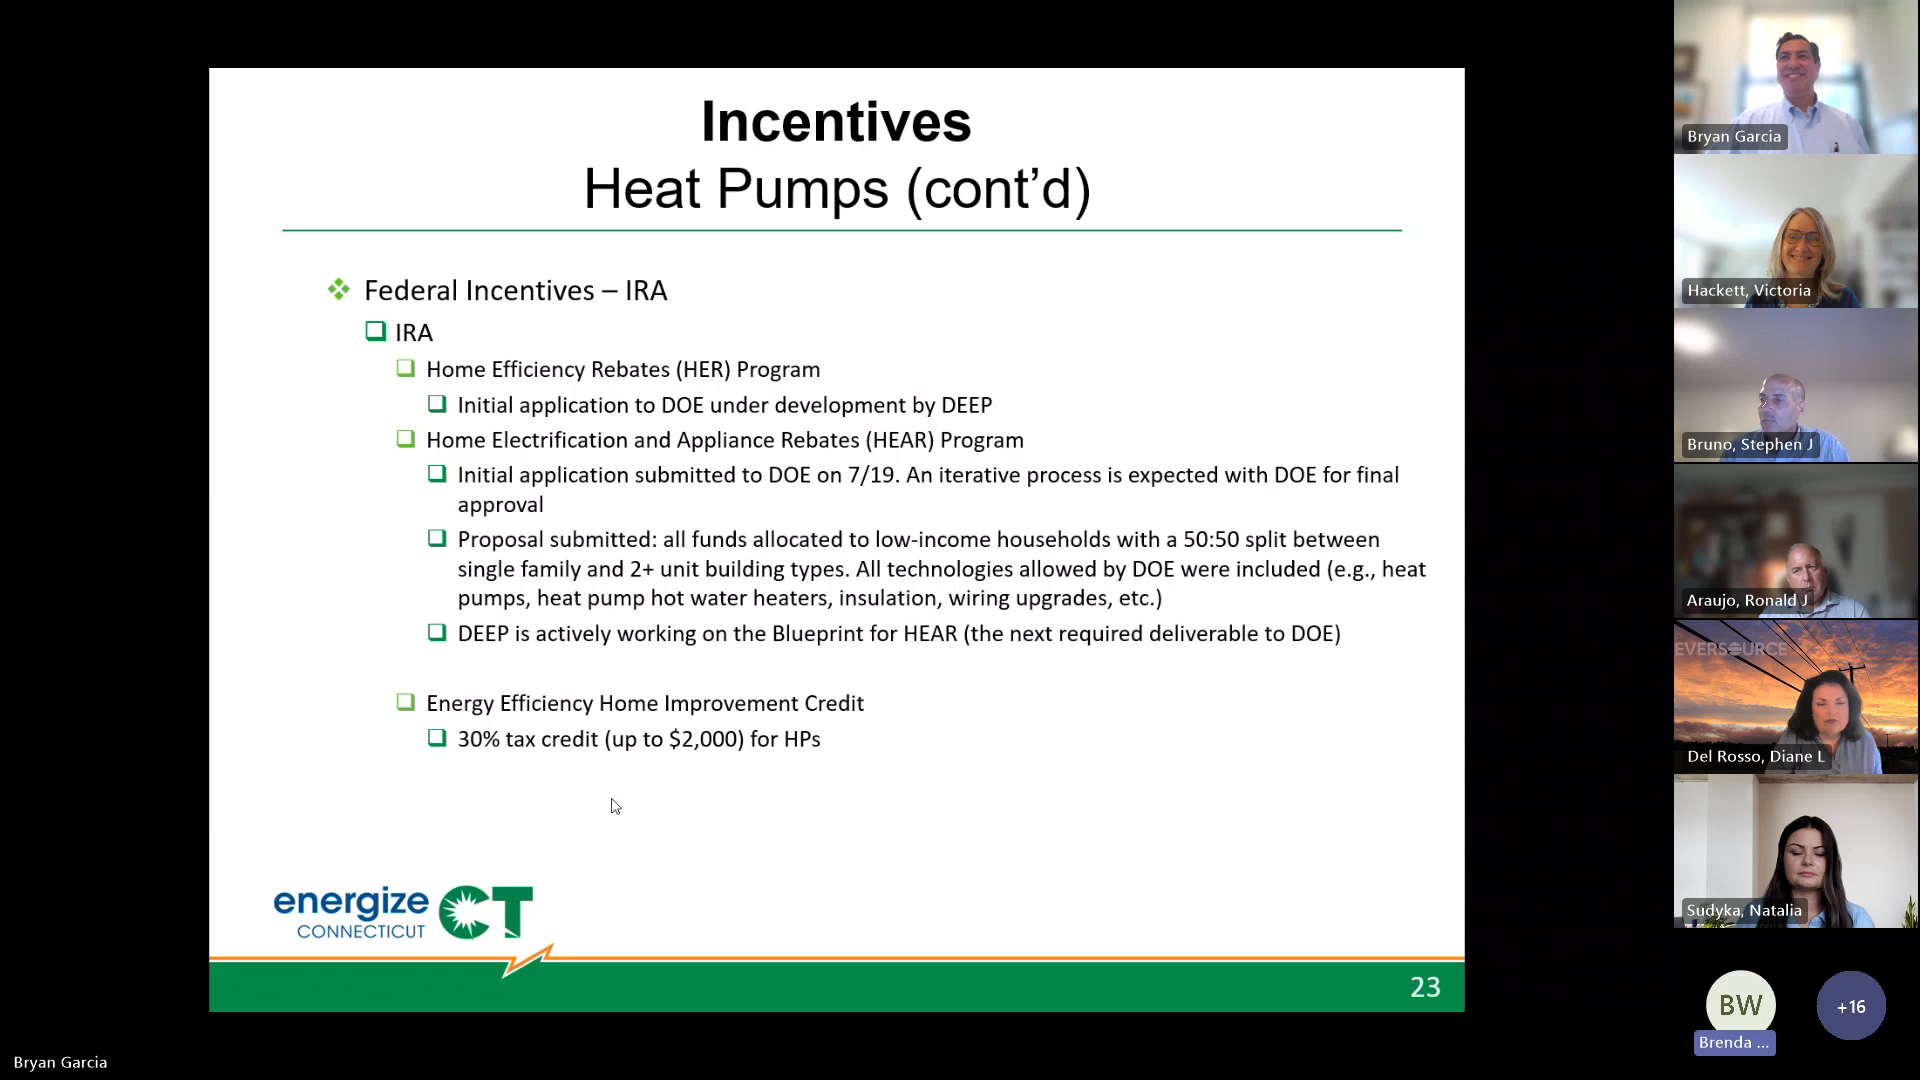 Incentives
Heat Pumps (cont’d)
Federal Incentives – IRA
IRA
Home Efficiency Rebates (HER) Program
Initial application to DOE under development by DEEP
Home Electrification and Appliance Rebates (HEAR) Program
Initial application submitted to DOE on 7/19. An iterative process is expected with DOE for final
approval
Proposal submitted: all funds allocated to low-income households with a 50:50 split between
single family and 2+ unit building types. All technologies allowed by DOE were included (e.g., heat
pumps, heat pump hot water heaters, insulation, wiring upgrades, etc.)
DEEP is actively working on the Blueprint for HEAR (the next required deliverable to DOE)
Energy Efficiency Home Improvement Credit
30% tax credit (up to $2,000) for HPs
energize CT
CONNECTICUT
23
Bryan Garcia
Hackett, Victoria
Bruno, Stephen J
Araujo, Ronald J
EVERSOURCE
Del Rosso, Diane L
Sudyka, Natalia
BW
+16
Brenda ...
Bryan Garcia